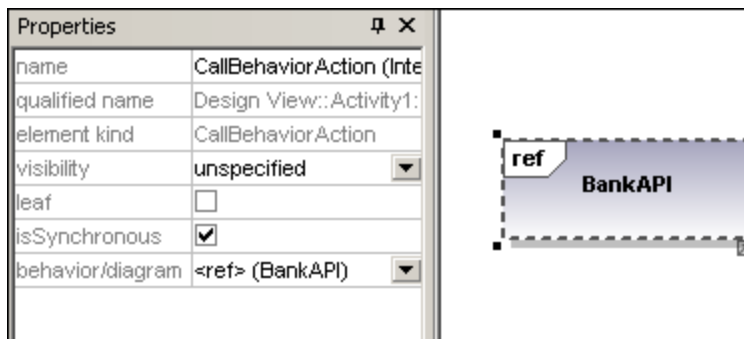 Properties
name CallBehaviorAction (Inte
qualified name Design View::Activity1:
element kind CallBehaviorAction
visibility unspecified
leaf
isSynchronous
behavior/diagram <ref> (BankAPI)
ref
BankAPI